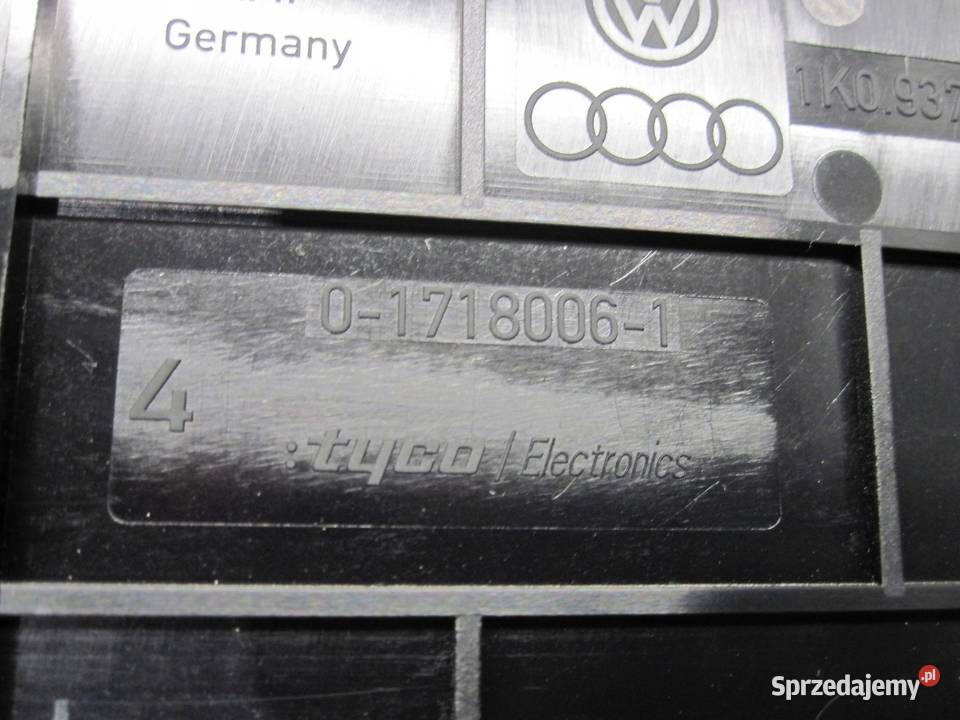 Germany
1K0.937
0-1718006-1
4
:tyco / Electronics
Sprzedajemy.pl